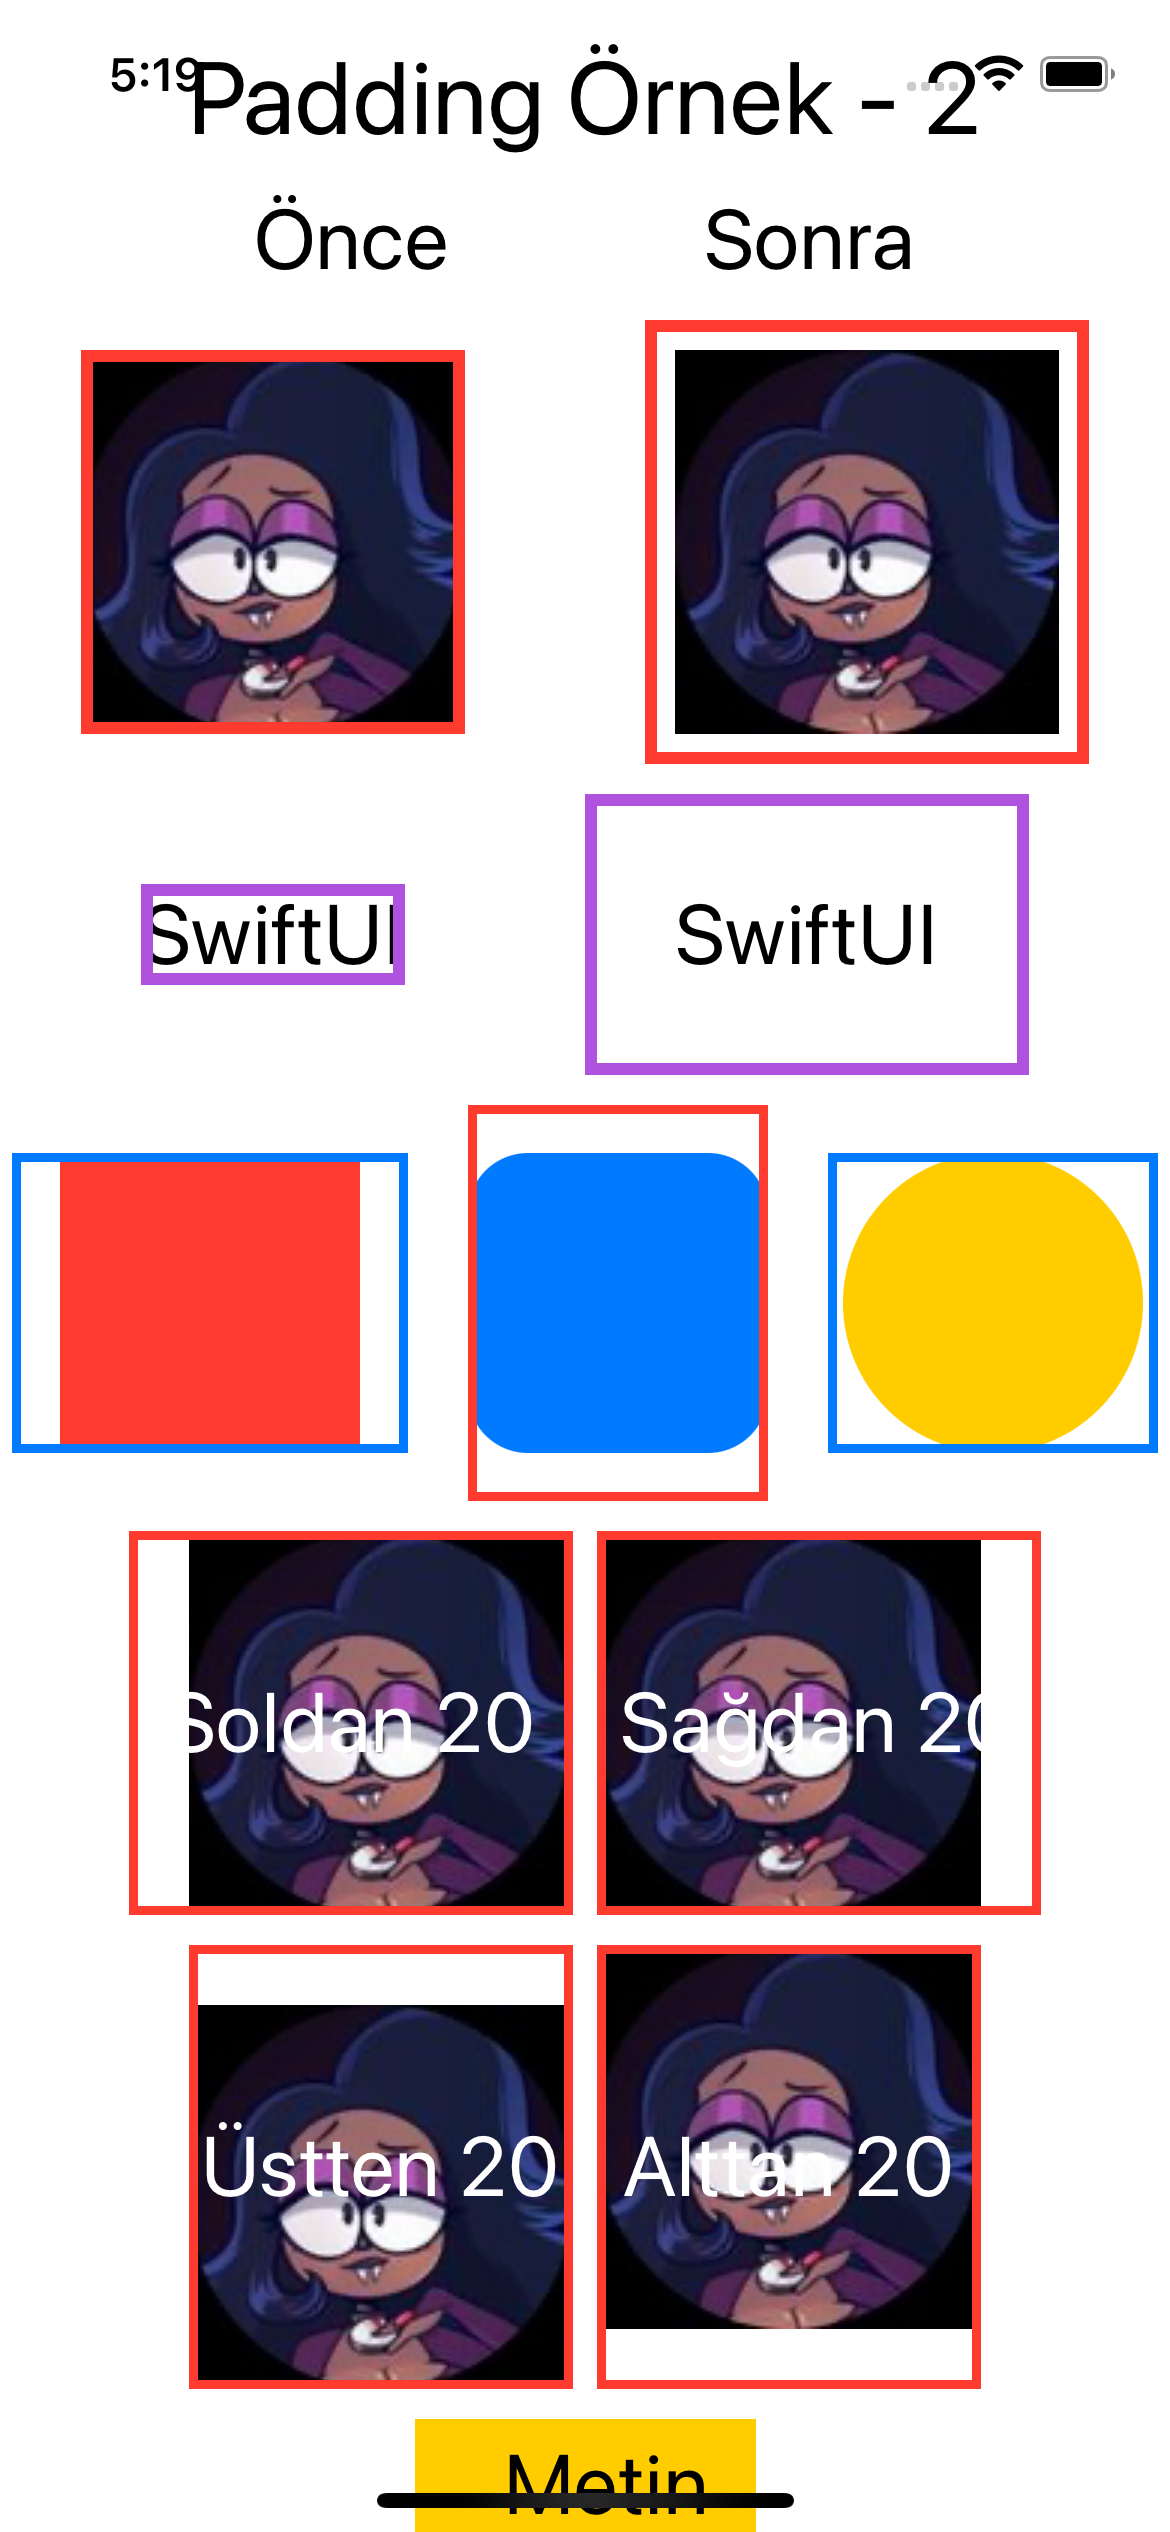 5:19
Padding Örnek - 2
Önce Sonra
SwiftUI SwiftUI
Soldan 20 Sağdan 20
Üstten 20 Alttan 20
Metin